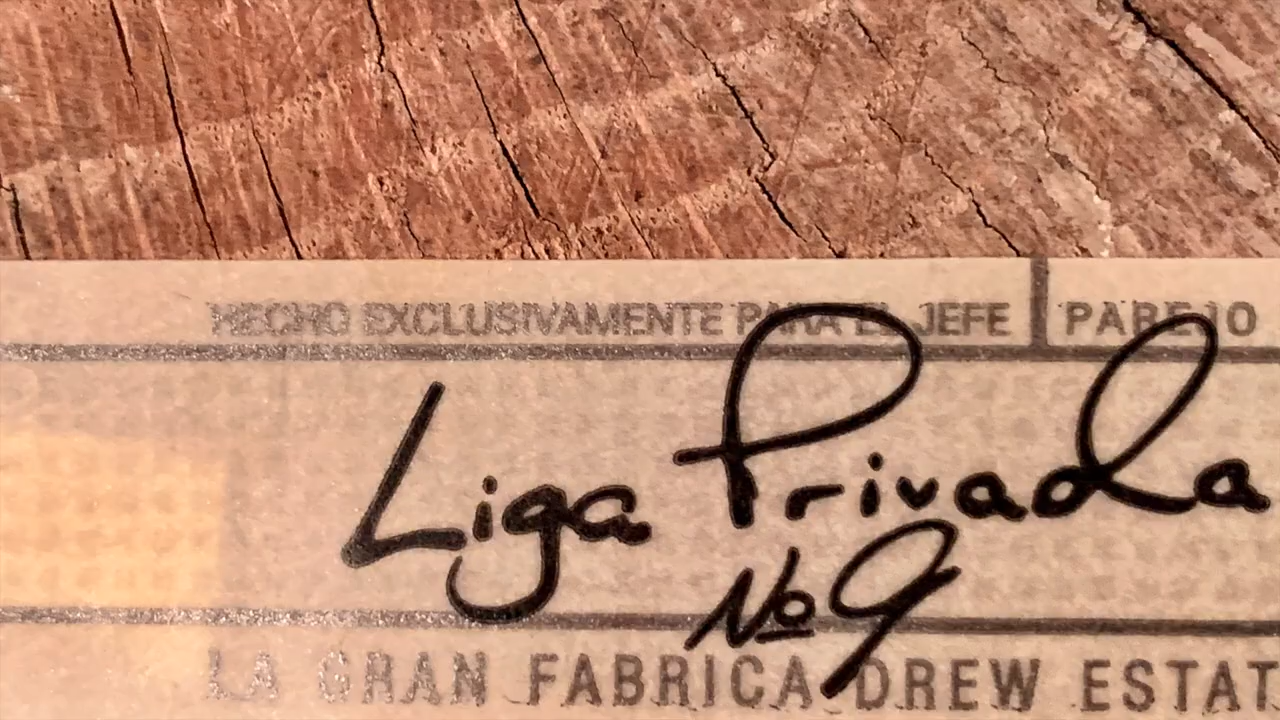 HECHO EXCLUSIVAMENTE PARA EL JEFE PAREJO
Liga Privada
No 9
LA GRAN FABRICA DREW ESTAT